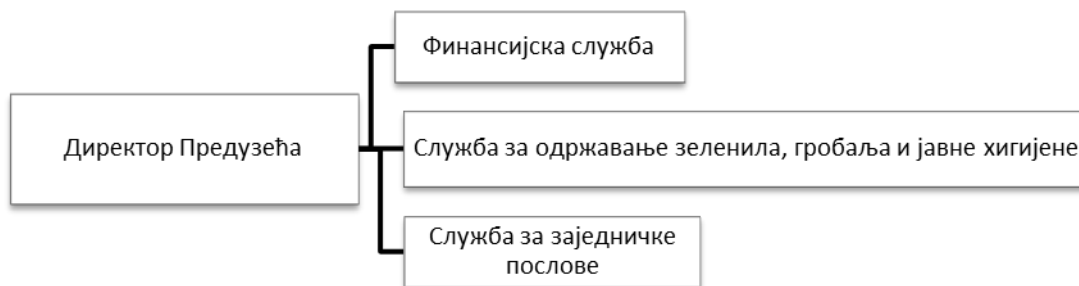 Финансијска служба
Директор Предузећа
Служба за одржавање зеленила, гробаља и јавне хигијене
Служба за заједничке
послове